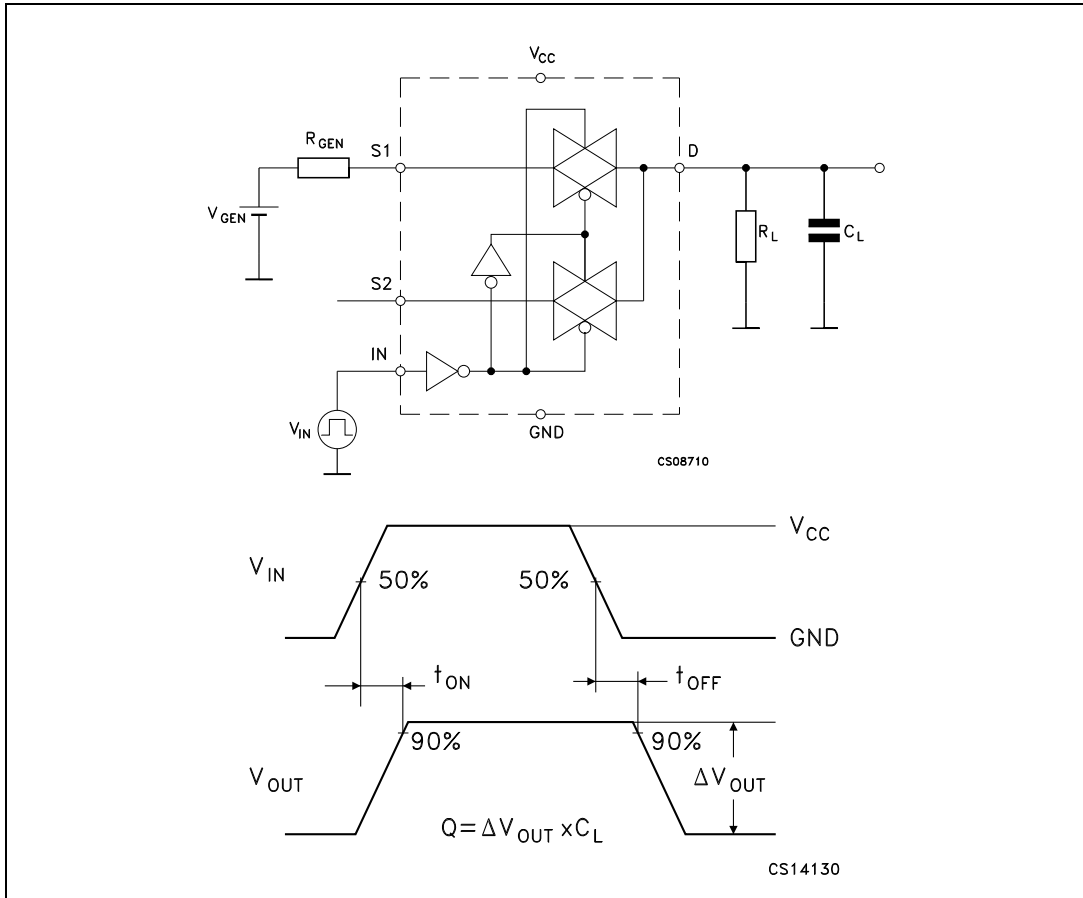 VCC
RGEN
S1
D
VGEN
RL
CL
S2
IN
VIN
GND
CS08710
VCC
VIN
50%
50%
GND
tON
tOFF
90%
90%
VOUT
ΔVOUT
Q=ΔVOUT xCL
CS14130